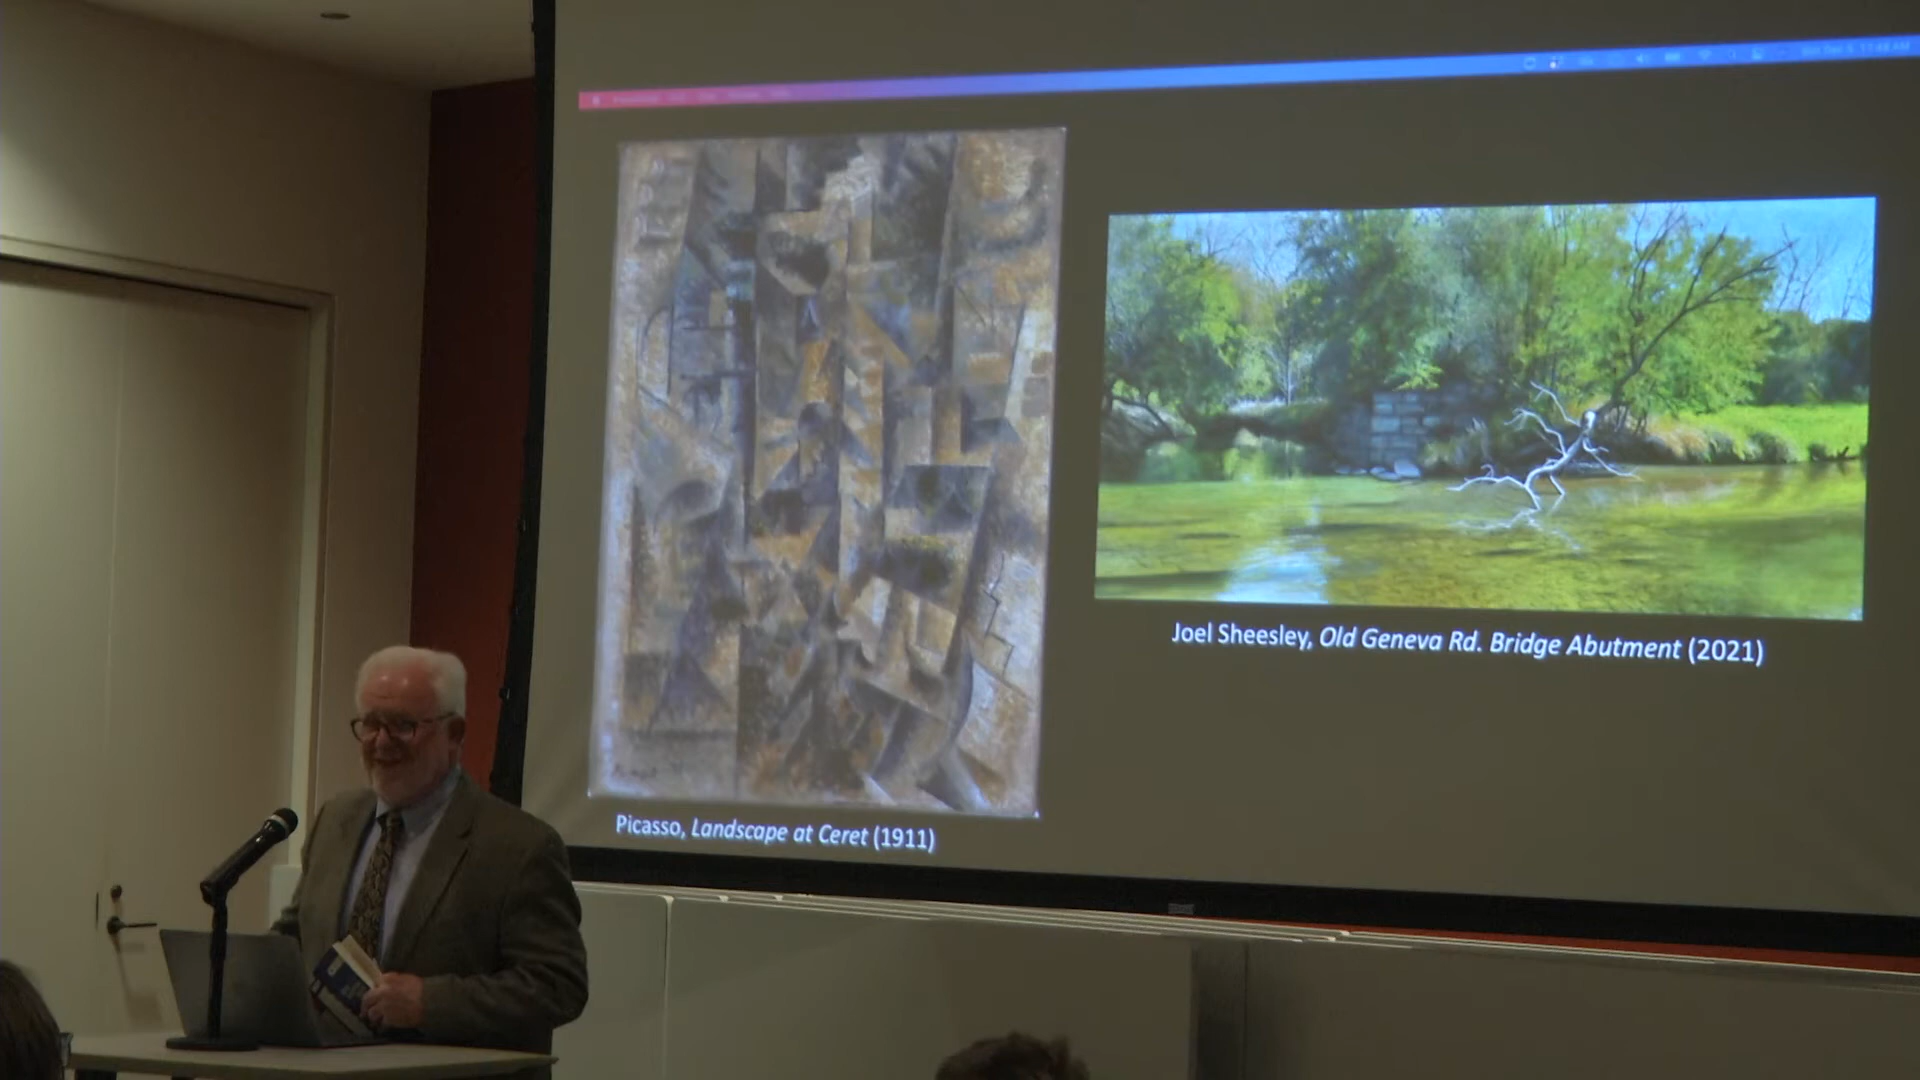 Picasso, Landscape at Ceret (1911)
Joel Sheesley, Old Geneva Rd. Bridge Abutment (2021)